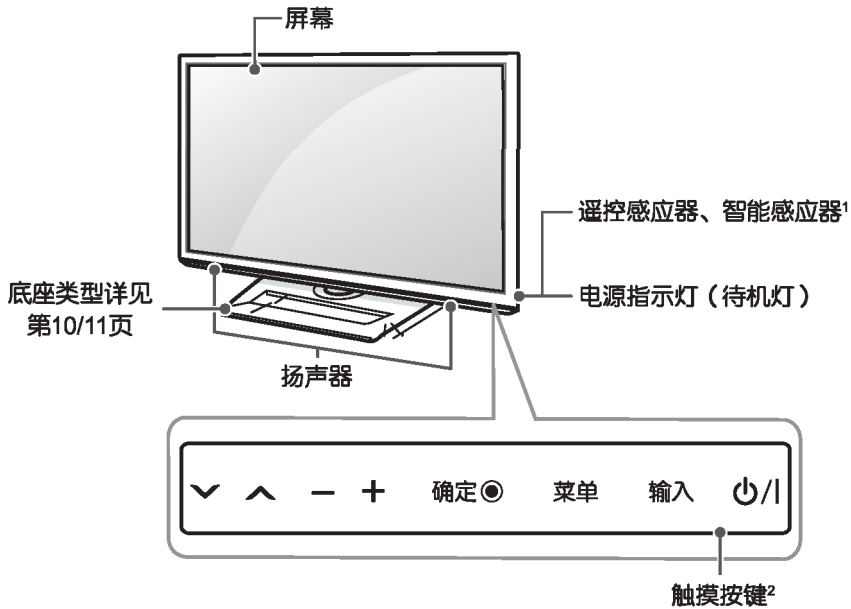 屏幕
遥控感应器、智能感应器¹
底座类型详见
第10/11页
电源指示灯（待机灯）
扬声器
确定◉ 菜单 输入 ⏻/I
触摸按键²